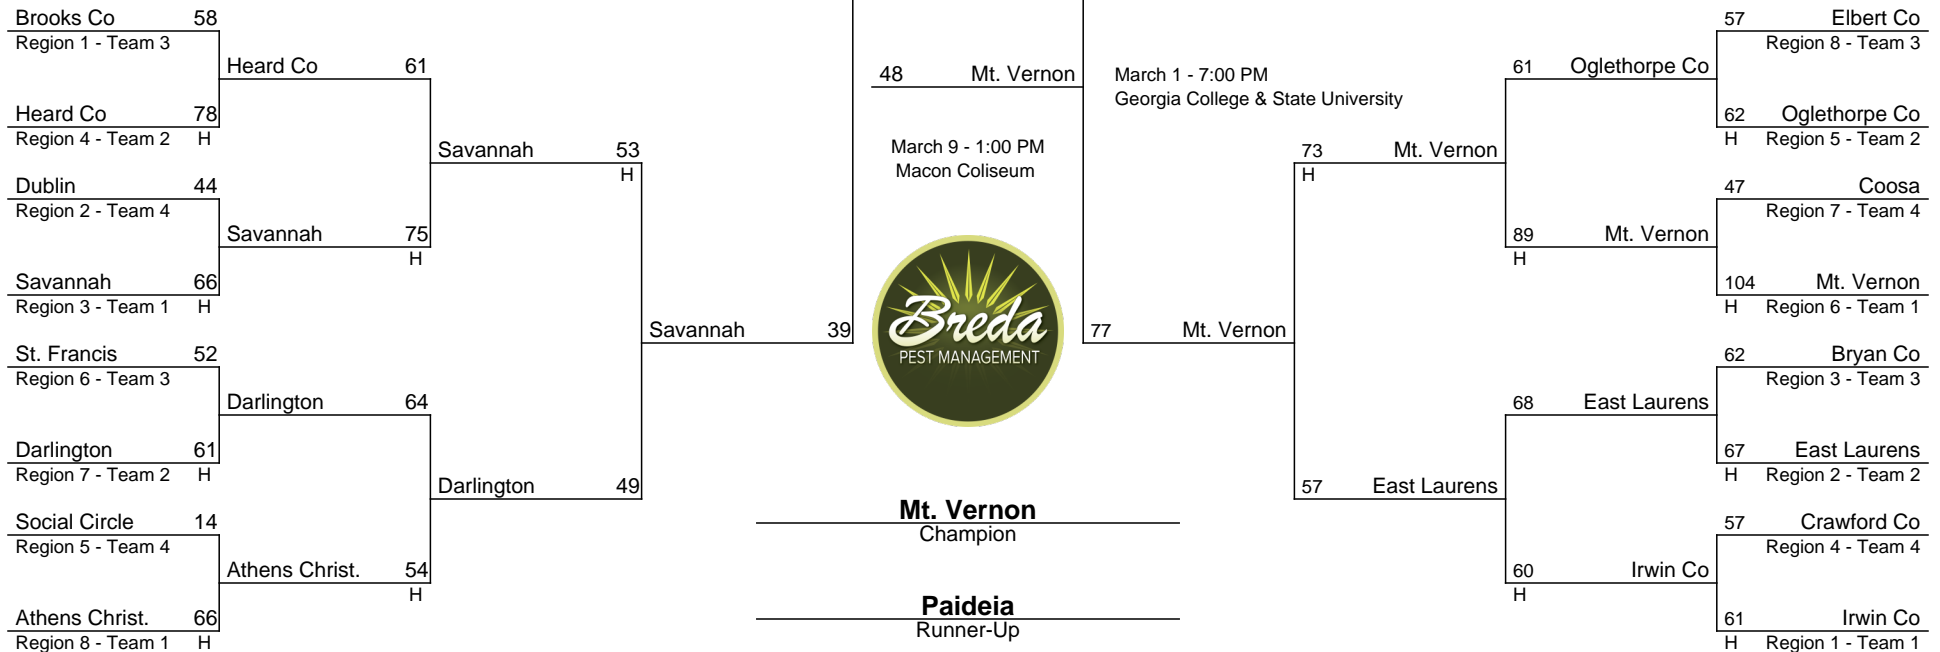 Brooks Co 58
Region 1 - Team 3
Heard Co 61
Heard Co 78
Region 4 - Team 2 H
Savannah 53
H
Dublin 44
Region 2 - Team 4
Savannah 75
H
Savannah 66
Region 3 - Team 1 H
Savannah 39
St. Francis 52
Region 6 - Team 3
Darlington 64
Darlington 61
Region 7 - Team 2 H
Darlington 49
Social Circle 14
Region 5 - Team 4
Athens Christ. 54
H
Athens Christ. 66
Region 8 - Team 1 H
48 Mt. Vernon
March 9 - 1:00 PM
Macon Coliseum
Breda
PEST MANAGEMENT
Mt. Vernon
Champion
Paideia
Runner-Up
March 1 - 7:00 PM
Georgia College & State University
77 Mt. Vernon
73 Mt. Vernon
H
57 East Laurens
61 Oglethorpe Co
89 Mt. Vernon
H
68 East Laurens
60 Irwin Co
H
57 Elbert Co
Region 8 - Team 3
62 Oglethorpe Co
H Region 5 - Team 2
47 Coosa
Region 7 - Team 4
104 Mt. Vernon
H Region 6 - Team 1
62 Bryan Co
Region 3 - Team 3
67 East Laurens
H Region 2 - Team 2
57 Crawford Co
Region 4 - Team 4
61 Irwin Co
H Region 1 - Team 1